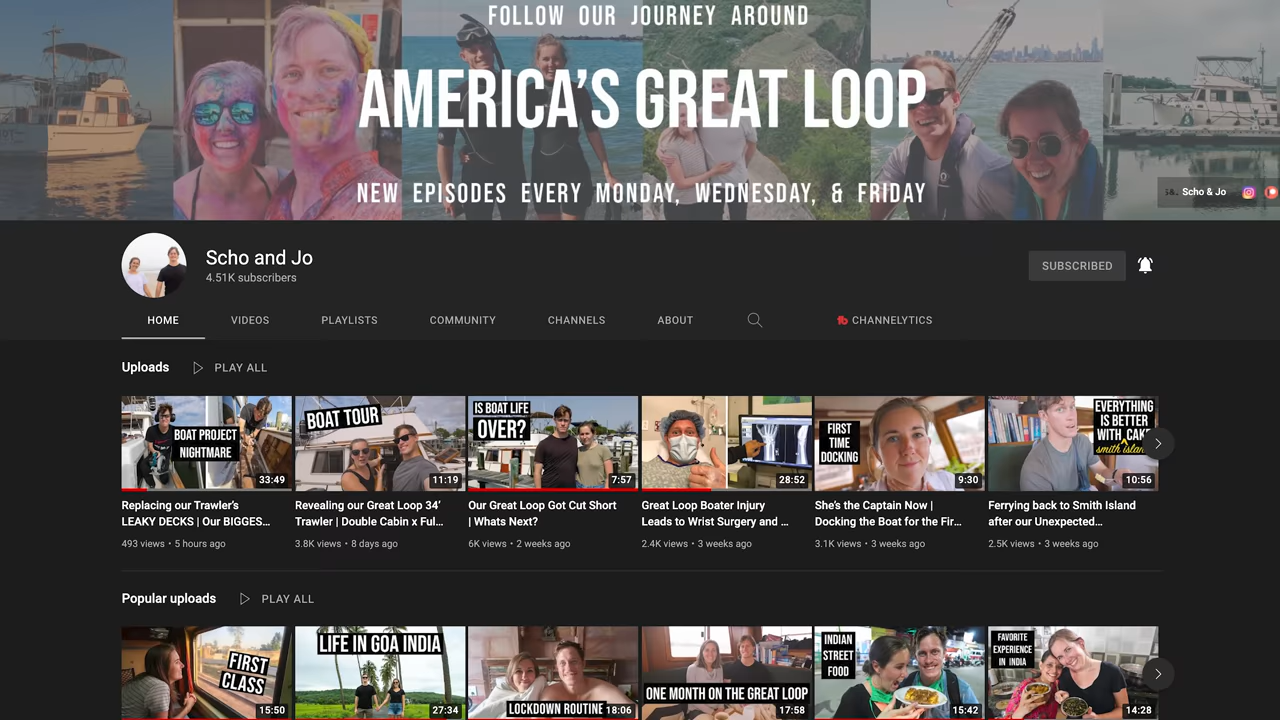 FOLLOW OUR JOURNEY AROUND
AMERICA'S GREAT LOOP
NEW EPISODES EVERY MONDAY, WEDNESDAY, & FRIDAY
Scho & Jo
Scho and Jo
4.51K subscribers
SUBSCRIBED
HOME
VIDEOS
PLAYLISTS
COMMUNITY
CHANNELS
ABOUT
CHANNELYTICS
Uploads
PLAY ALL
BOAT PROJECT
NIGHTMARE
33:49
Replacing our Trawler's
LEAKY DECKS | Our BIGGES...
493 views • 5 hours ago
BOAT TOUR
11:19
Revealing our Great Loop 34'
Trawler | Double Cabin x Ful...
3.8K views • 8 days ago
IS BOAT LIFE
OVER?
7:57
Our Great Loop Got Cut Short
| Whats Next?
6K views • 2 weeks ago
28:52
Great Loop Boater Injury
Leads to Wrist Surgery and ...
2.4K views • 3 weeks ago
FIRST
TIME
DOCKING
9:30
She's the Captain Now |
Docking the Boat for the Fir...
3.1K views • 3 weeks ago
EVERYTHING
IS BETTER
WITH CAKE
smith island
10:56
Ferrying back to Smith Island
after our Unexpected...
2.5K views • 3 weeks ago
Popular uploads
PLAY ALL
FIRST
CLASS
15:50
LIFE IN GOA INDIA
27:34
LOCKDOWN ROUTINE
18:06
ONE MONTH ON THE GREAT LOOP
17:58
INDIAN
STREET
FOOD
15:42
FAVORITE
EXPERIENCE
IN INDIA
14:28